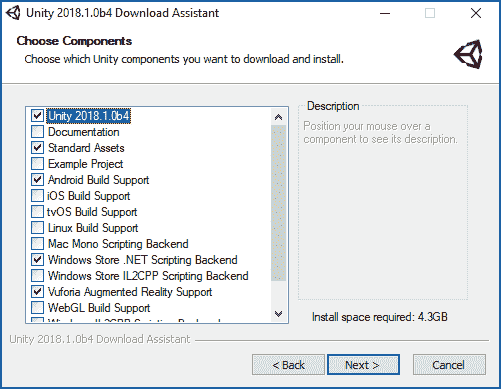 Unity 2018.1.0b4 Download Assistant
Choose Components
Choose which Unity components you want to download and install.
Unity 2018.1.0b4
Documentation
Standard Assets
Example Project
Android Build Support
iOS Build Support
tvOS Build Support
Linux Build Support
Mac Mono Scripting Backend
Windows Store .NET Scripting Backend
Windows Store IL2CPP Scripting Backend
Vuforia Augmented Reality Support
WebGL Build Support
Description
Position your mouse over a
component to see its description.
Install space required: 4.3GB
Unity 2018.1.0b4 Download Assistant
< Back
Next >
Cancel